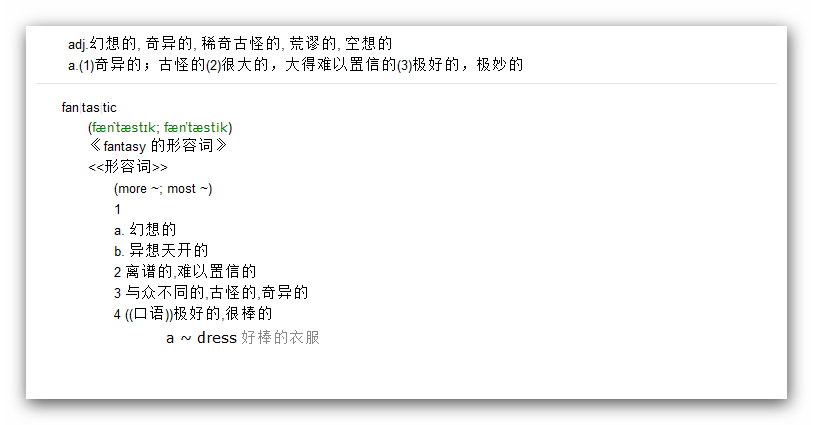 adj.幻想的, 奇异的, 稀奇古怪的, 荒谬的, 空想的
a.(1)奇异的；古怪的(2)很大的，大得难以置信的(3)极好的，极妙的
fan|tas|tic
(fænˋtæstɪk; fænˈtæstik)
《fantasy 的形容词》
<<形容词>>
(more ~; most ~)
1
a. 幻想的
b. 异想天开的
2 离谱的,难以置信的
3 与众不同的,古怪的,奇异的
4 ((口语))极好的,很棒的
a ~ dress 好棒的衣服